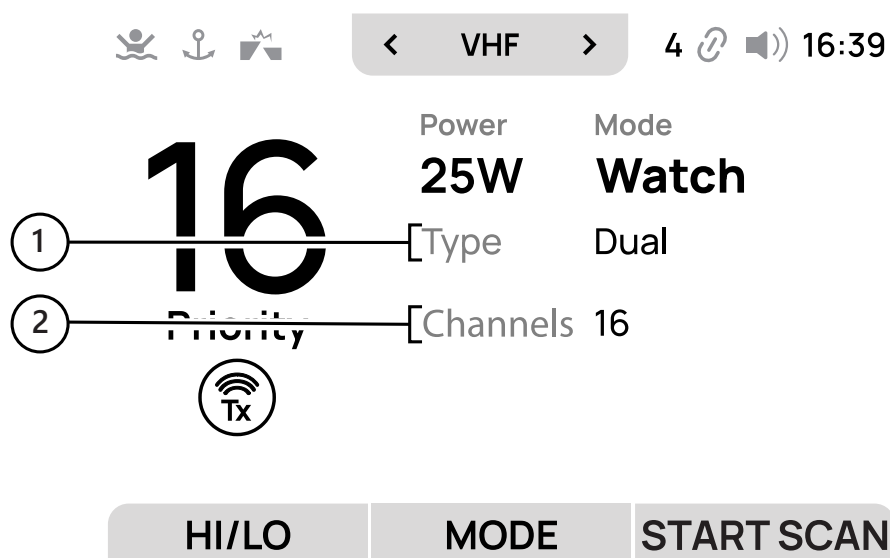 < VHF > 4 16:39
Power Mode
16 25W Watch
1 Type Dual
2 Priority Channels 16
Tx
HI/LO MODE START SCAN